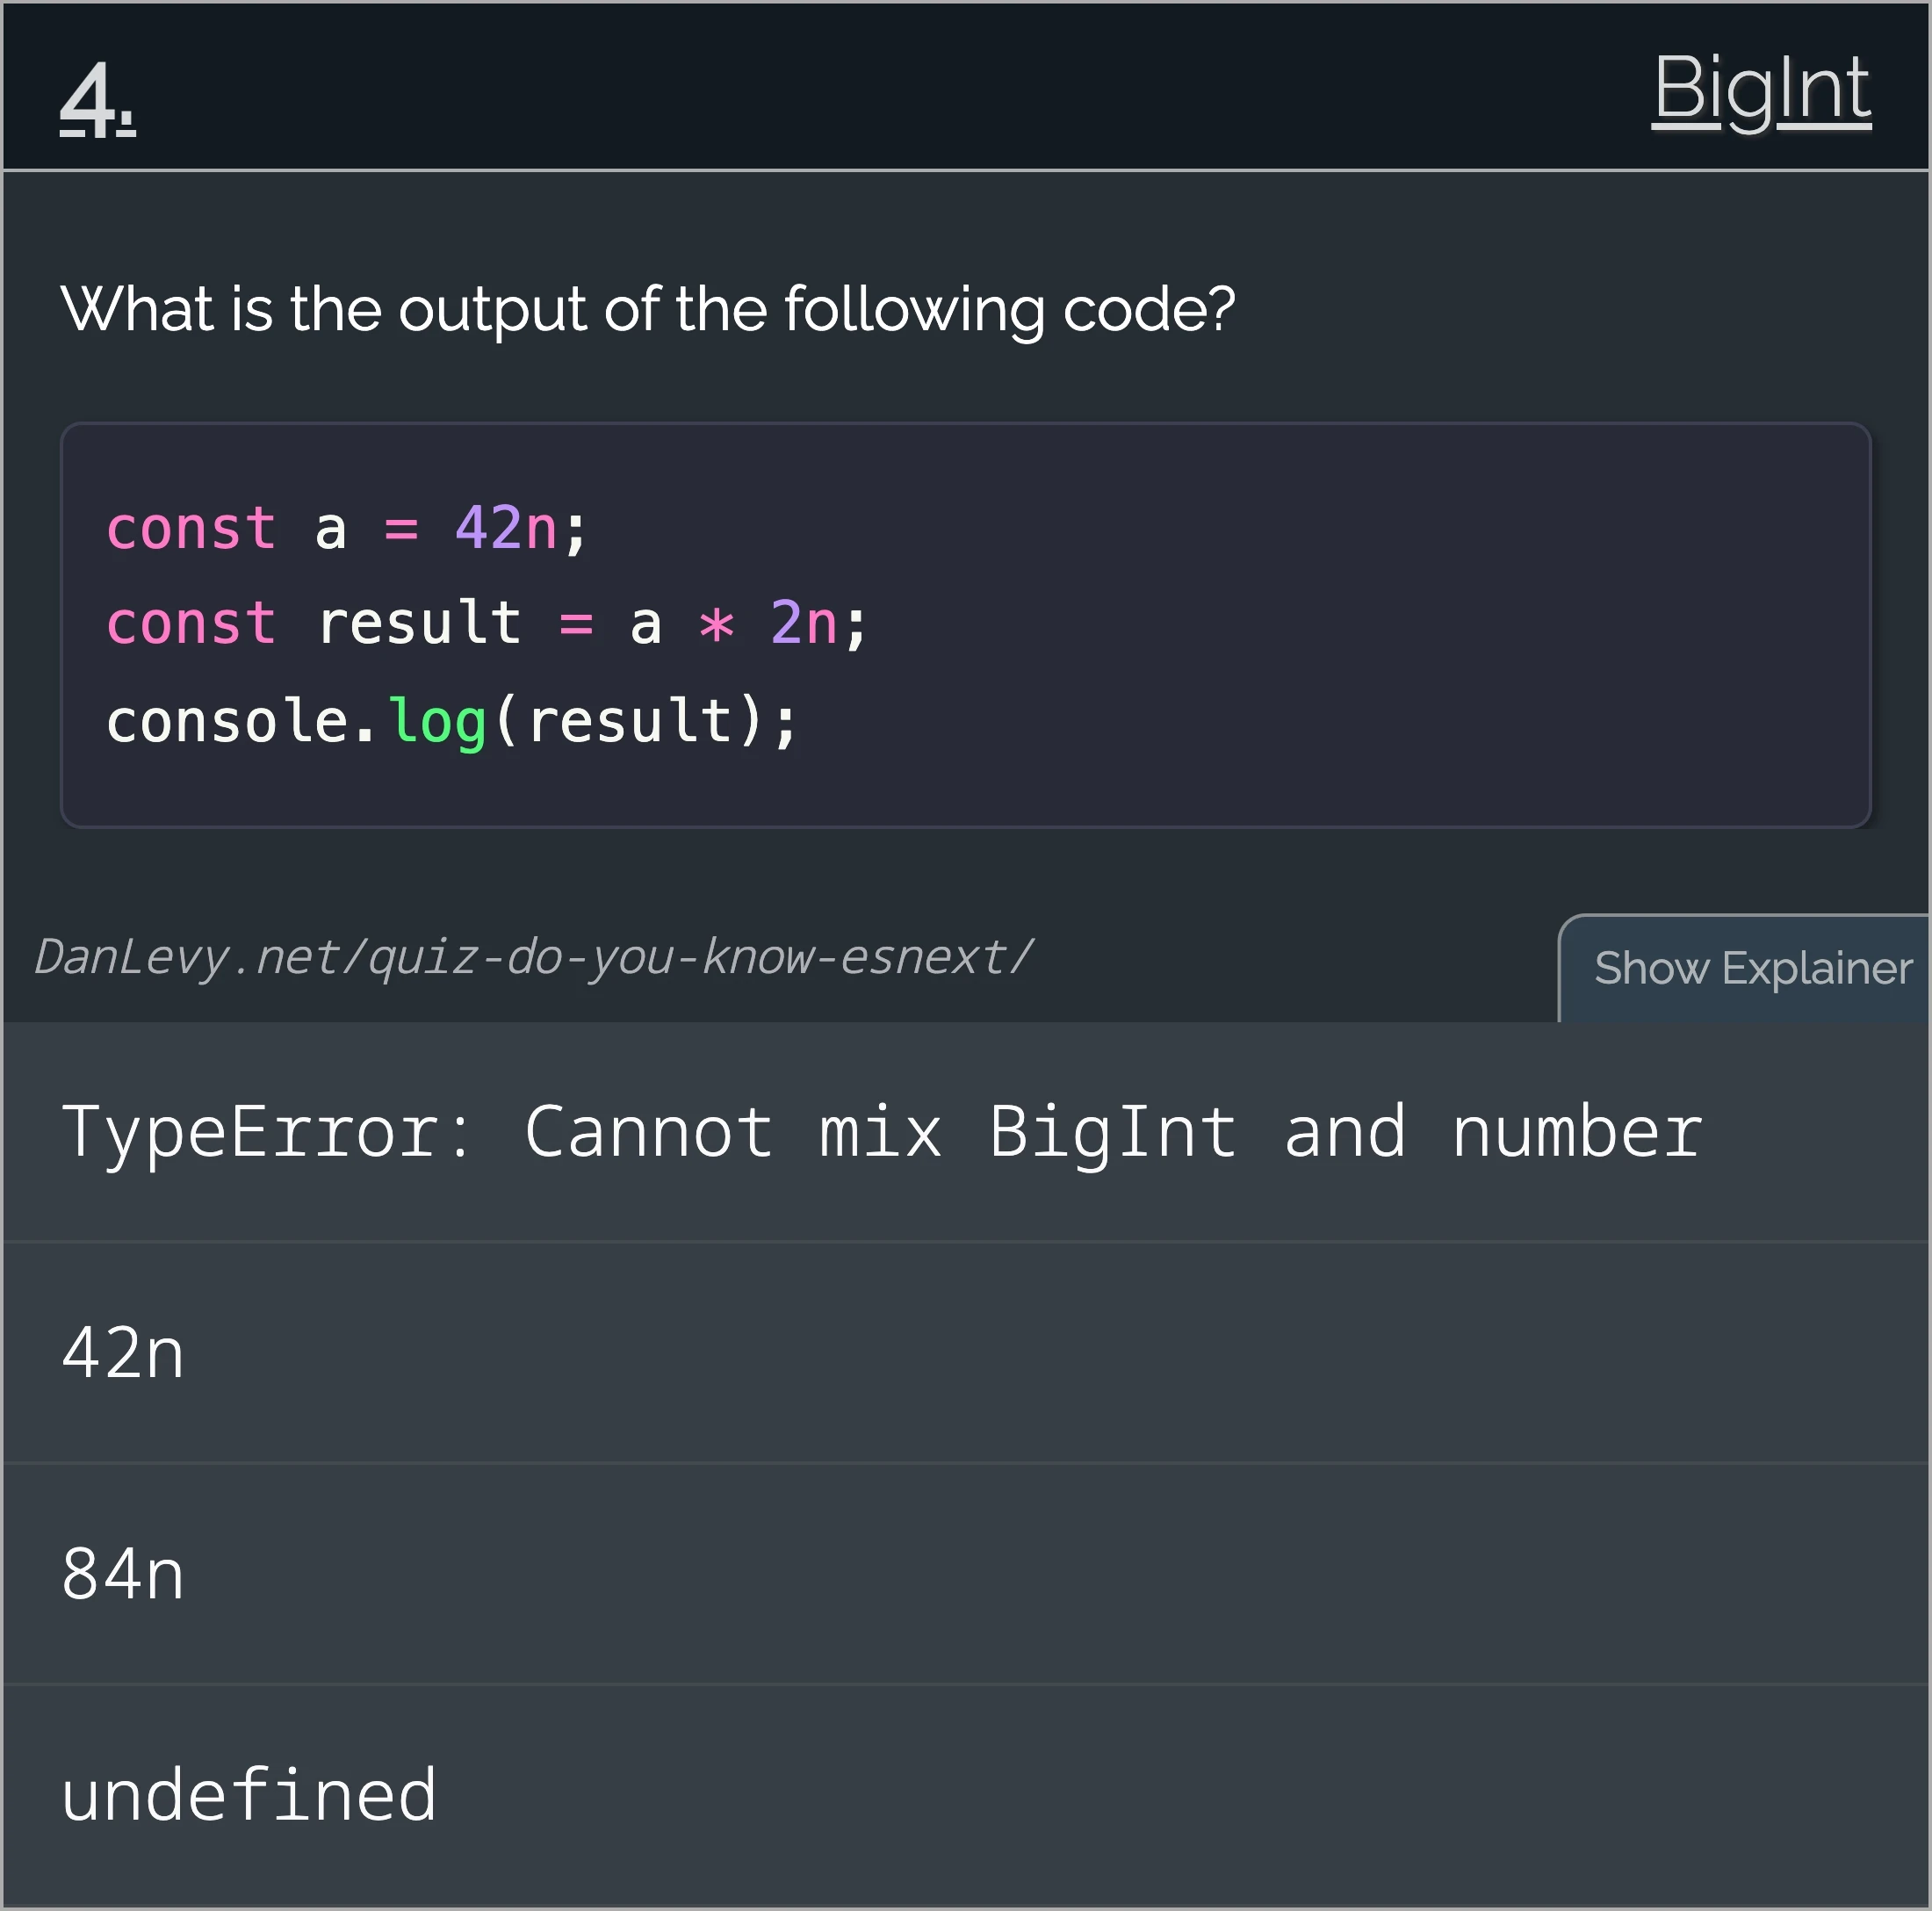 4.
BigInt
What is the output of the following code?
const a = 42n;
const result = a * 2n;
console.log(result);
DanLevy.net/quiz-do-you-know-esnext/
Show Explainer
TypeError: Cannot mix BigInt and number
42n
84n
undefined